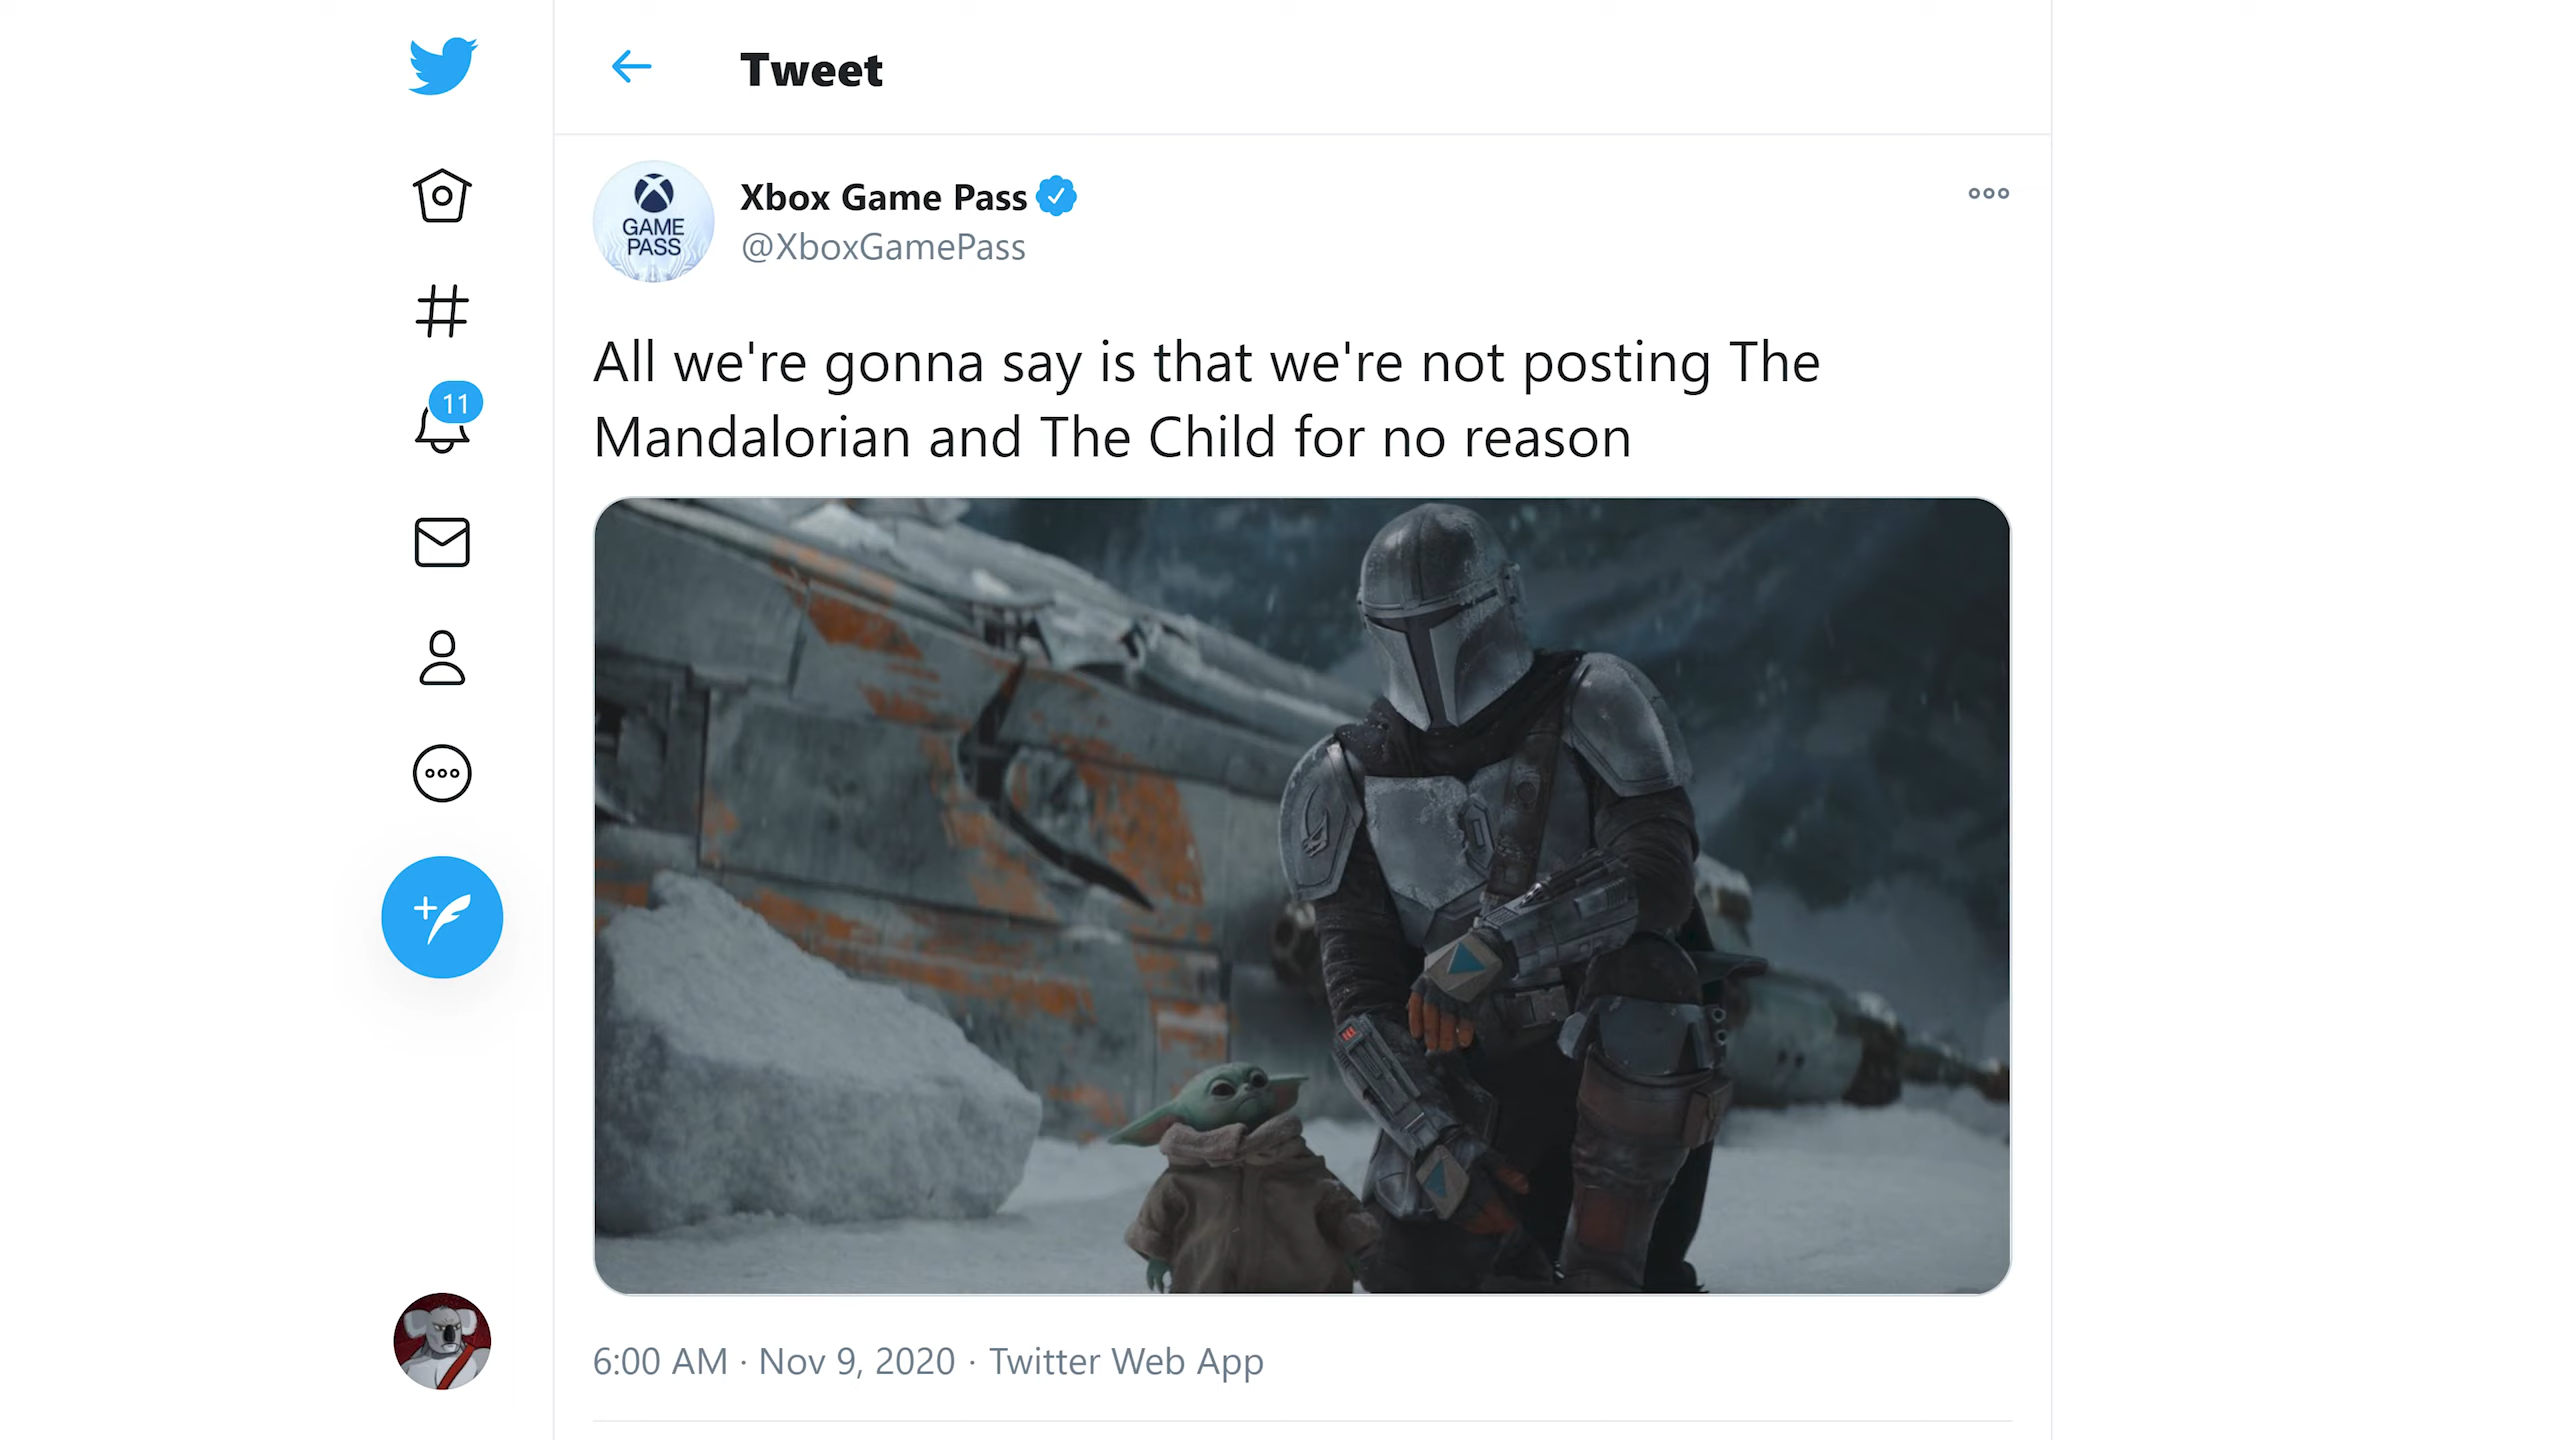 Tweet
GAME
PASS
Xbox Game Pass
@XboxGamePass
11
All we're gonna say is that we're not posting The
Mandalorian and The Child for no reason
6:00 AM · Nov 9, 2020 · Twitter Web App